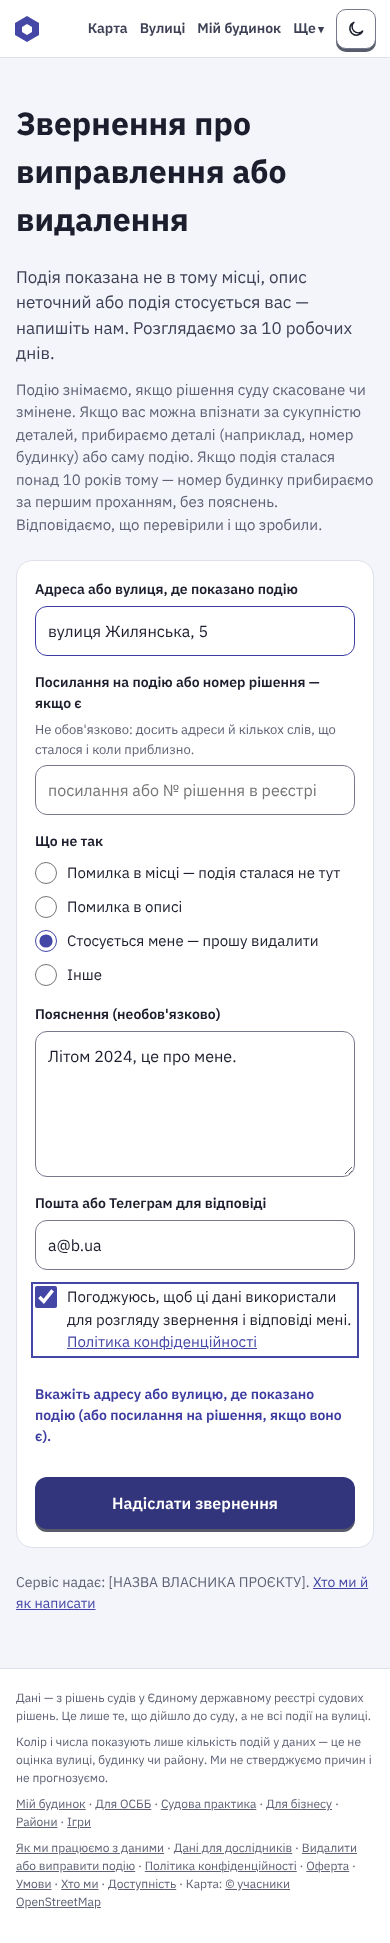 Карта Вулиці Мій будинок Ще ▾
Звернення про
виправлення або
видалення
Подія показана не в тому місці, опис
неточний або подія стосується вас —
напишіть нам. Розглядаємо за 10 робочих
днів.
Подію знімаємо, якщо рішення суду скасоване чи
змінене. Якщо вас можна впізнати за сукупністю
деталей, прибираємо деталі (наприклад, номер
будинку) або саму подію. Якщо подія сталася
понад 10 років тому — номер будинку прибираємо
за першим проханням, без пояснень.
Відповідаємо, що перевірили і що зробили.
Адреса або вулиця, де показано подію
вулиця Жилянська, 5
Посилання на подію або номер рішення —
якщо є
Не обов'язково: досить адреси й кількох слів, що
сталося і коли приблизно.
посилання або № рішення в реєстрі
Що не так
Помилка в місці — подія сталася не тут
Помилка в описі
Стосується мене — прошу видалити
Інше
Пояснення (необов'язково)
Літом 2024, це про мене.
Пошта або Телеграм для відповіді
a@b.ua
Погоджуюсь, щоб ці дані використали
для розгляду звернення і відповіді мені.
Політика конфіденційності
Вкажіть адресу або вулицю, де показано
подію (або посилання на рішення, якщо воно
є).
Надіслати звернення
Сервіс надає: [НАЗВА ВЛАСНИКА ПРОЄКТУ]. Хто ми й
як написати
Дані — з рішень судів у Єдиному державному реєстрі судових
рішень. Це лише те, що дійшло до суду, а не всі події на вулиці.
Колір і числа показують лише кількість подій у даних — це не
оцінка вулиці, будинку чи району. Ми не стверджуємо причин і
не прогнозуємо.
Мій будинок · Для ОСББ · Судова практика · Для бізнесу ·
Райони · Ігри
Як ми працюємо з даними · Дані для дослідників · Видалити
або виправити подію · Політика конфіденційності · Оферта ·
Умови · Хто ми · Доступність · Карта: © учасники
OpenStreetMap